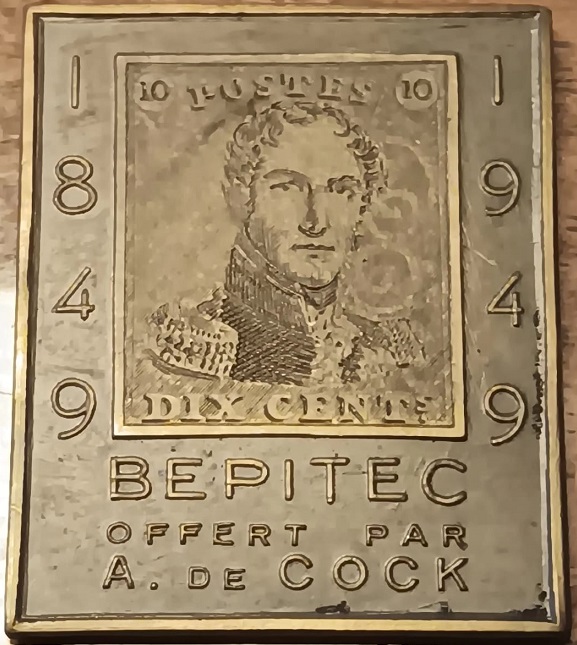 1849
1949
10 POSTES 10
DIX CENTS
BEPITEC
OFFERT PAR
A. DE COCK